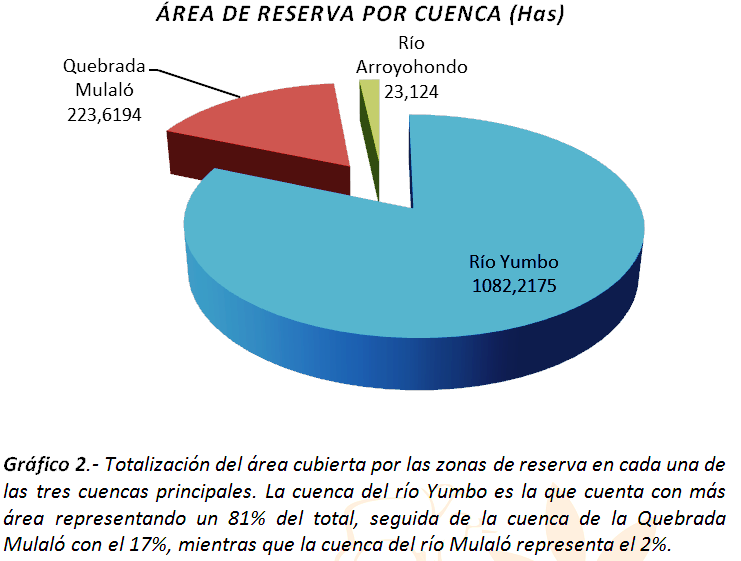 ÁREA DE RESERVA POR CUENCA (Has)
Río
Arroyohondo
23,124
Quebrada
Mulaló
223,6194
Río Yumbo
1082,2175
Gráfico 2.- Totalización del área cubierta por las zonas de reserva en cada una de
las tres cuencas principales. La cuenca del río Yumbo es la que cuenta con más
área representando un 81% del total, seguida de la cuenca de la Quebrada
Mulaló con el 17%, mientras que la cuenca del río Mulaló representa el 2%.